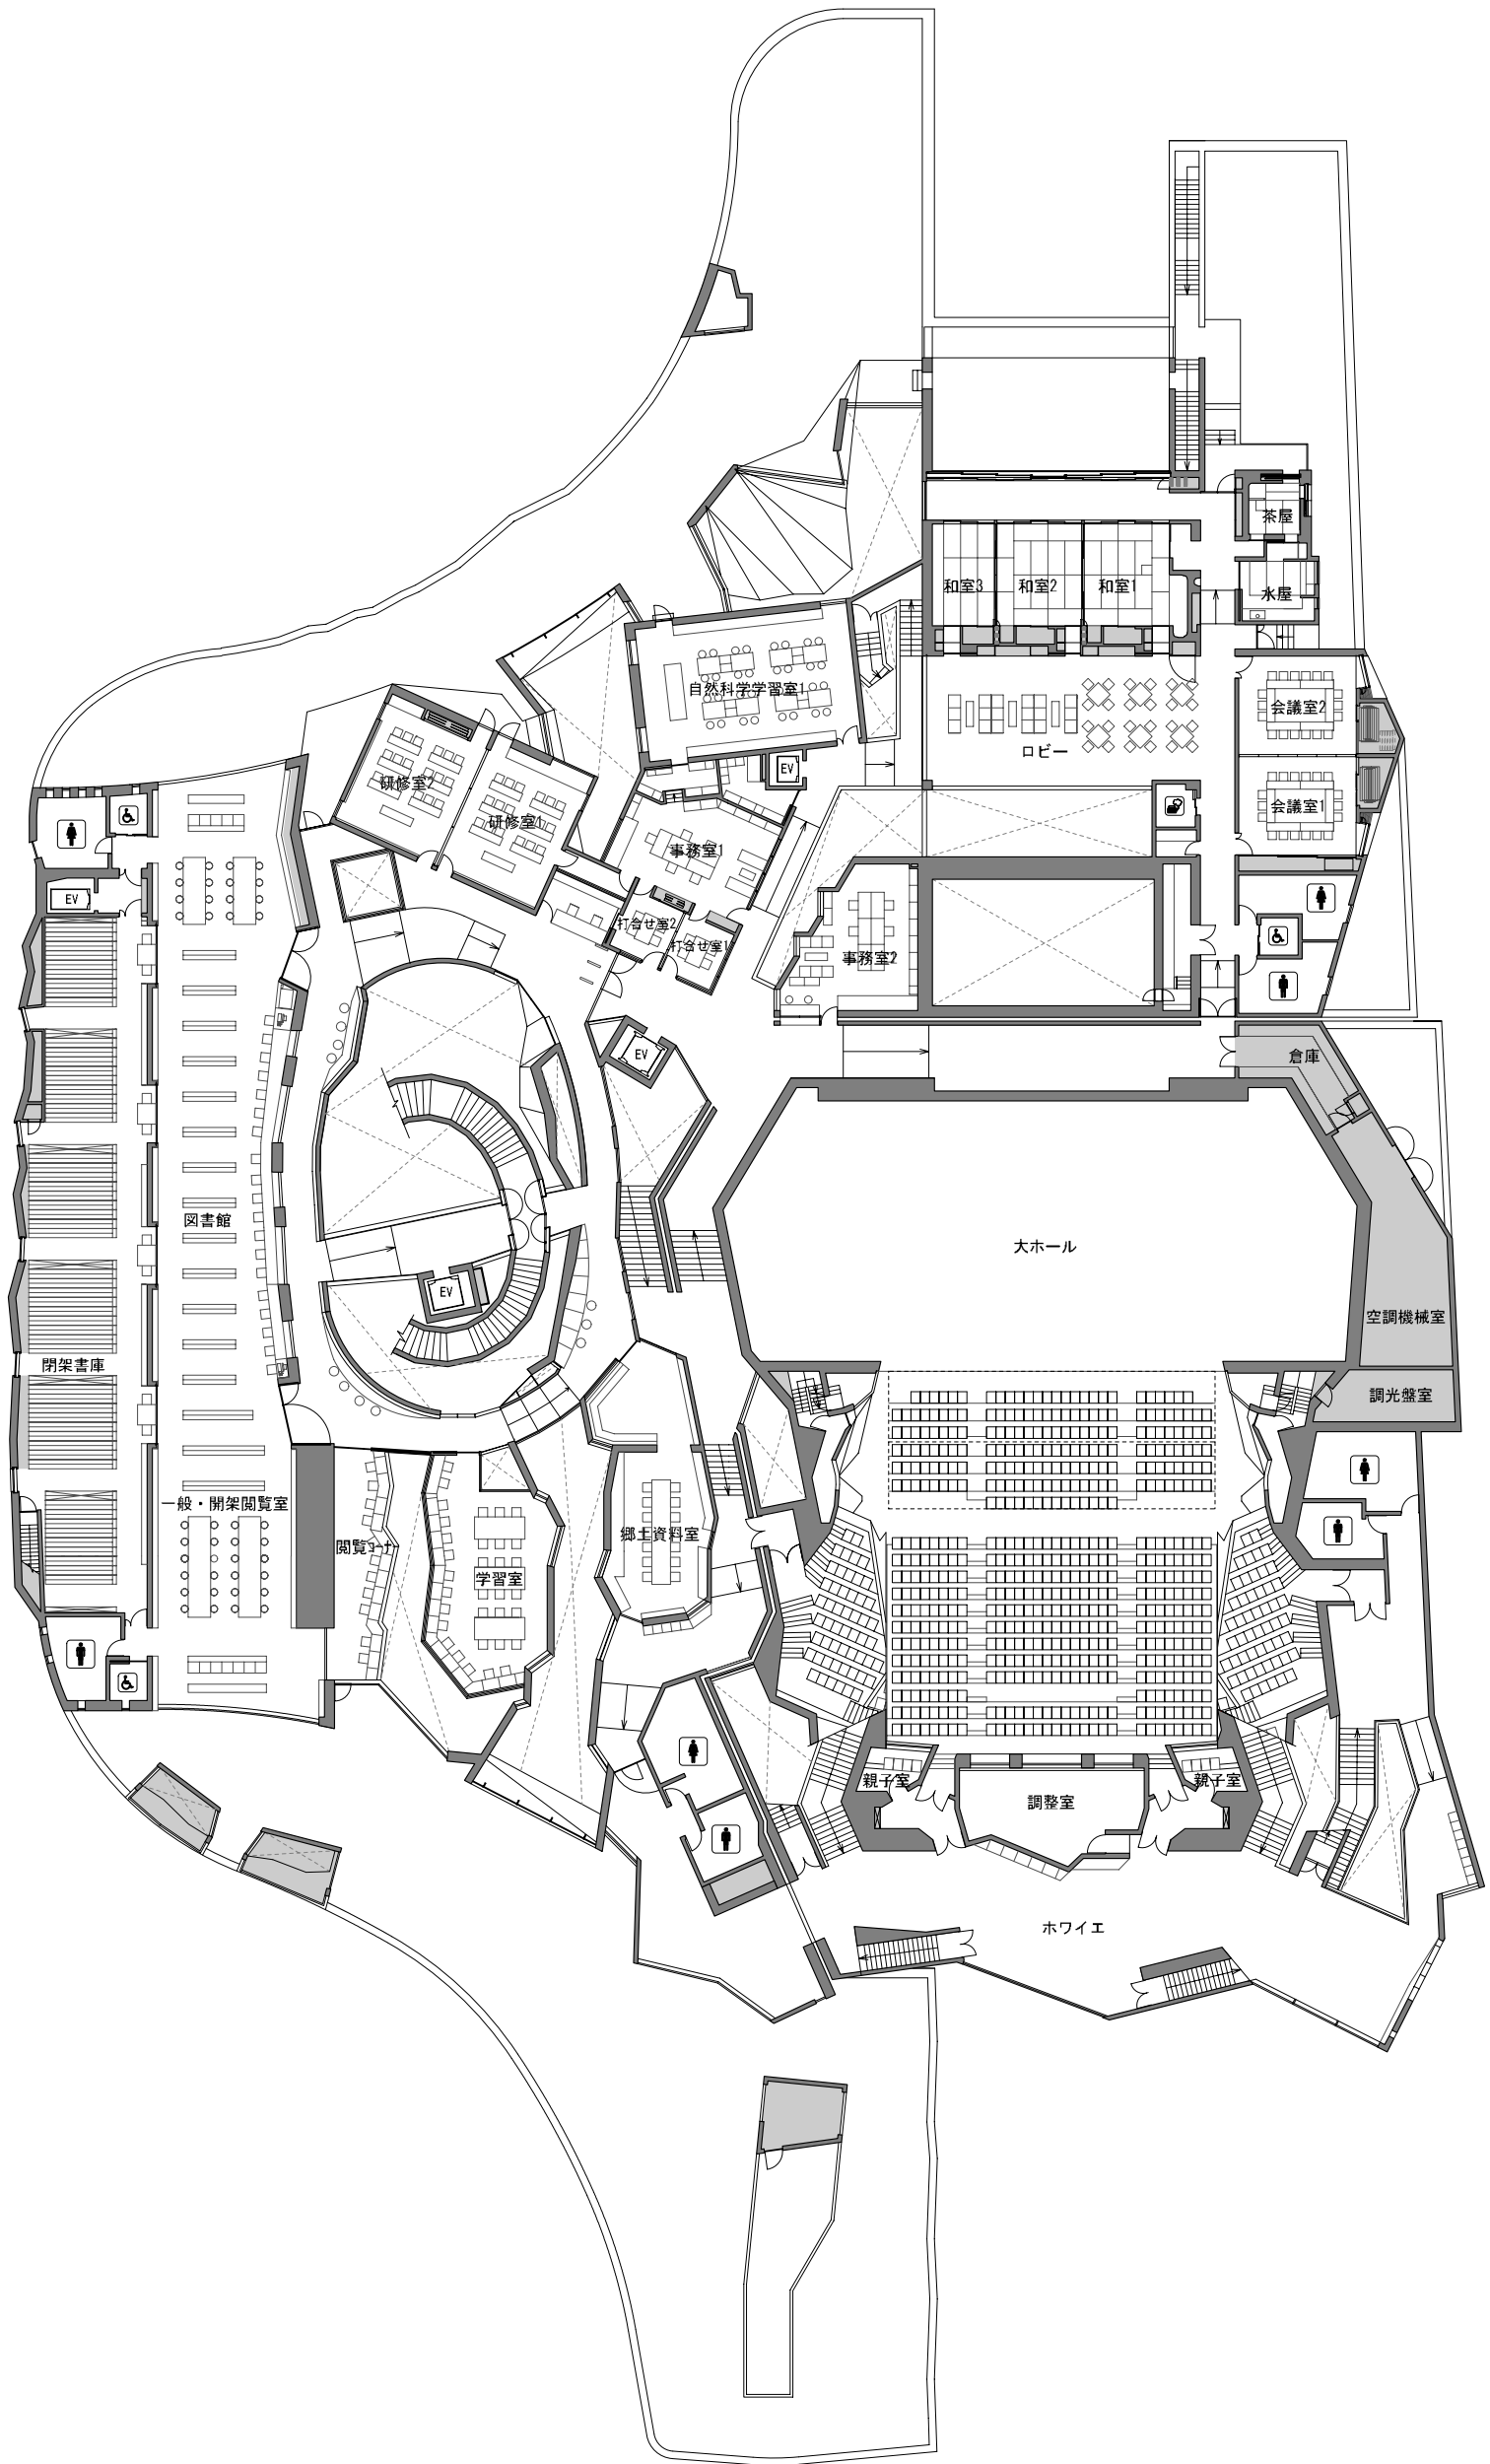 茶屋
和室3
和室2
和室1
水屋
自然科学学習室1
会議室2
ロビー
EV
研修室2
会議室1
研修室1
事務室1
EV
打合せ室2
打合せ室1
事務室2
EV
倉庫
図書館
大ホール
EV
空調機械室
閉架書庫
調光盤室
一般・開架閲覧室
郷土資料室
閲覧コーナ
学習室
親子室
親子室
調整室
ホワイエ